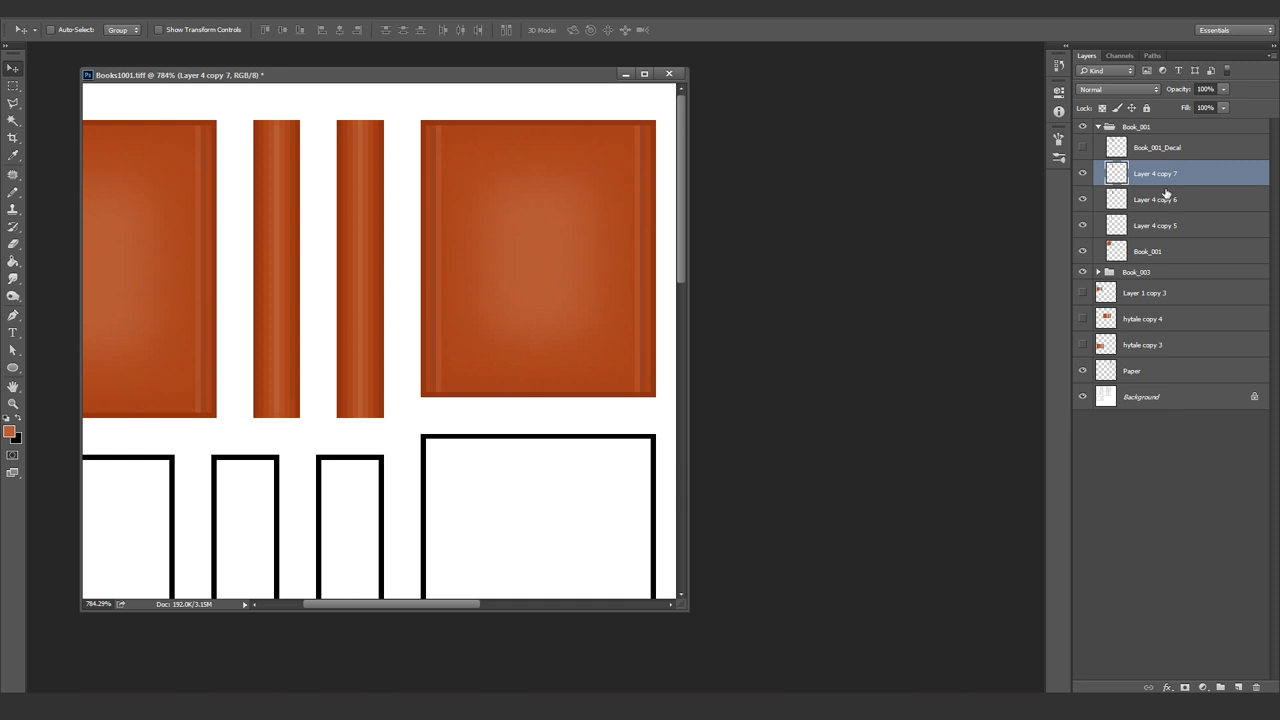 Auto-Select:
Group
Show Transform Controls
3D Mode:
Essentials
Books1001.tiff @ 784% (Layer 4 copy 7, RGB/8) *
Layers
Channels
Paths
Kind
Normal
Opacity: 100%
Lock:
Fill: 100%
Book_001
Book_001_Decal
Layer 4 copy 7
Layer 4 copy 6
Layer 4 copy 5
Book_001
Book_003
Layer 1 copy 3
hytale copy 4
hytale copy 3
Paper
Background
784.29%
Doc: 192.0K/3.15M